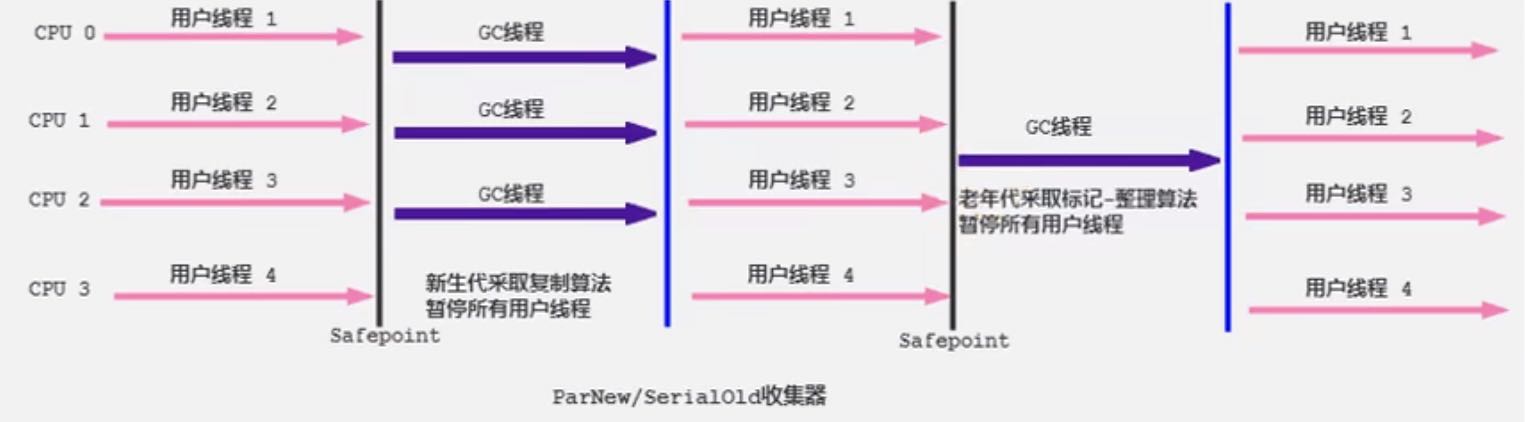 CPU 0
用户线程 1
GC线程
用户线程 1
用户线程 1
CPU 1
用户线程 2
GC线程
用户线程 2
GC线程
用户线程 2
CPU 2
用户线程 3
GC线程
用户线程 3
老年代采取标记-整理算法
暂停所有用户线程
用户线程 3
CPU 3
用户线程 4
新生代采取复制算法
暂停所有用户线程
用户线程 4
用户线程 4
Safepoint
Safepoint
ParNew/SerialOld收集器